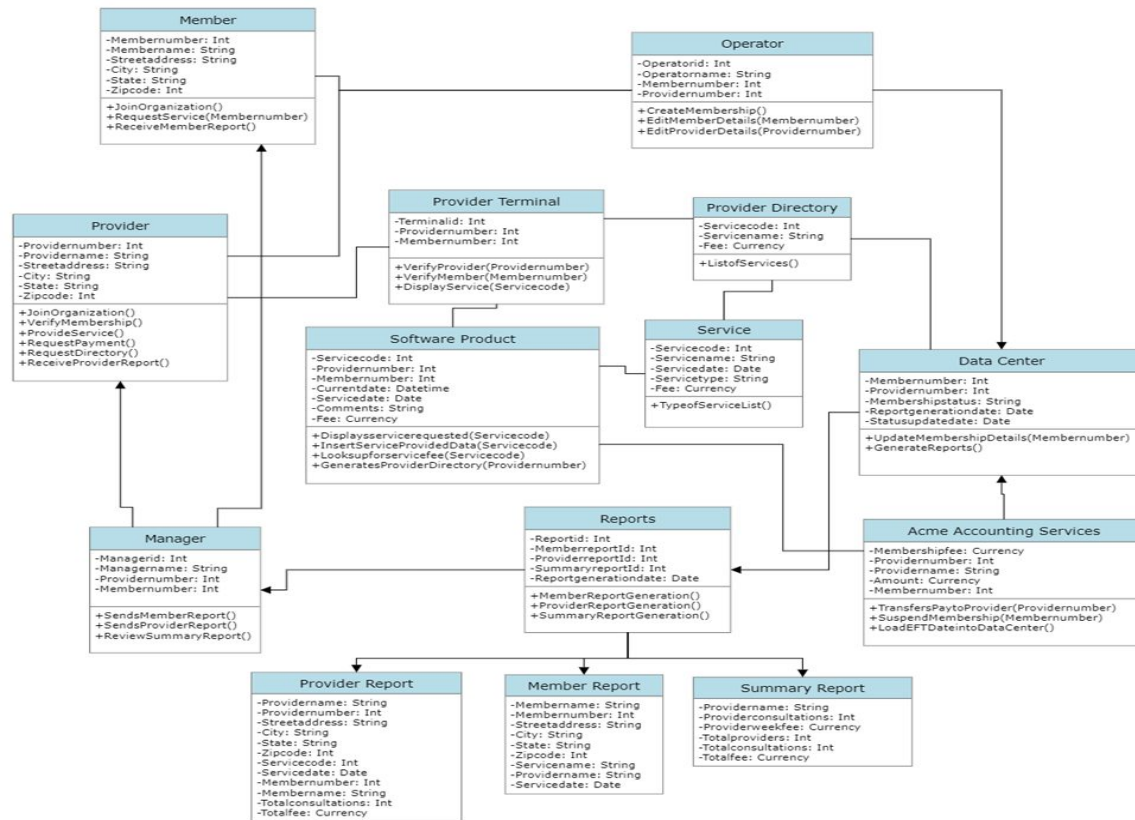 Member
-Membernumber: Int
-Membername: String
-Streetaddress: String
-City: String
-State: String
-Zipcode: Int
+JoinOrganization()
+RequestService(Membernumber)
+ReceiveMemberReport()
Operator
-Operatorid: Int
-Operatorname: String
-Membernumber: Int
-Providernumber: Int
+CreateMembership()
+EditMemberDetails(Membernumber)
+EditProviderDetails(Providernumber)
Provider
-Providernumber: Int
-Providername: String
-Streetaddress: String
-City: String
-State: String
-Zipcode: Int
+JoinOrganization()
+VerifyMembership()
+ProvideService()
+RequestPayment()
+RequestDirectory()
+ReceiveProviderReport()
Provider Terminal
-Terminalid: Int
-Providernumber: Int
-Membernumber: Int
+VerifyProvider(Providernumber)
+VerifyMember(Membernumber)
+DisplayService(Servicecode)
Provider Directory
-Servicecode: Int
-Servicename: String
-Fee: Currency
+ListofServices()
Software Product
-Servicecode: Int
-Providernumber: Int
-Membernumber: Int
-Currentdate: Datetime
-Servicedate: Date
-Comments: String
-Fee: Currency
+Displaysservicerequested(Servicecode)
+InsertServiceProvidedData(Servicecode)
+Looksupforservicefee(Servicecode)
+GeneratesProviderDirectory(Providernumber)
Service
-Servicecode: Int
-Servicename: String
-Servicedate: Date
-Servicetype: String
-Fee: Currency
+TypeofServiceList()
Data Center
-Membernumber: Int
-Providernumber: Int
-Membershipstatus: String
-Reportgenerationdate: Date
-Statusupdatedate: Date
+UpdateMembershipDetails(Membernumber)
+GenerateReports()
Manager
-Managerid: Int
-Managername: String
-Providernumber: Int
-Membernumber: Int
+SendsMemberReport()
+SendsProviderReport()
+ReviewSummaryReport()
Reports
-Reportid: Int
-MemberreportId: Int
-ProviderreportId: Int
-SummaryreportId: Int
-Reportgenerationdate: Date
+MemberReportGeneration()
+ProviderReportGeneration()
+SummaryReportGeneration()
Acme Accounting Services
-Membershipfee: Currency
-Providernumber: Int
-Providername: String
-Amount: Currency
-Membernumber: Int
+TransfersPaytoProvider(Providernumber)
+SuspendMembership(Membernumber)
+LoadEFTDateintoDataCenter()
Provider Report
-Providername: String
-Providernumber: Int
-Streetaddress: String
-City: String
-State: String
-Zipcode: Int
-Servicecode: Int
-Servicedate: Date
-Membernumber: Int
-Membername: String
-Totalconsultations: Int
-Totalfee: Currency
Member Report
-Membername: String
-Membernumber: Int
-Streetaddress: String
-City: String
-State: String
-Zipcode: Int
-Servicename: String
-Providername: String
-Servicedate: Date
Summary Report
-Providername: String
-Providerconsultations: Int
-Providerweekfee: Currency
-Totalproviders: Int
-Totalconsultations: Int
-Totalfee: Currency